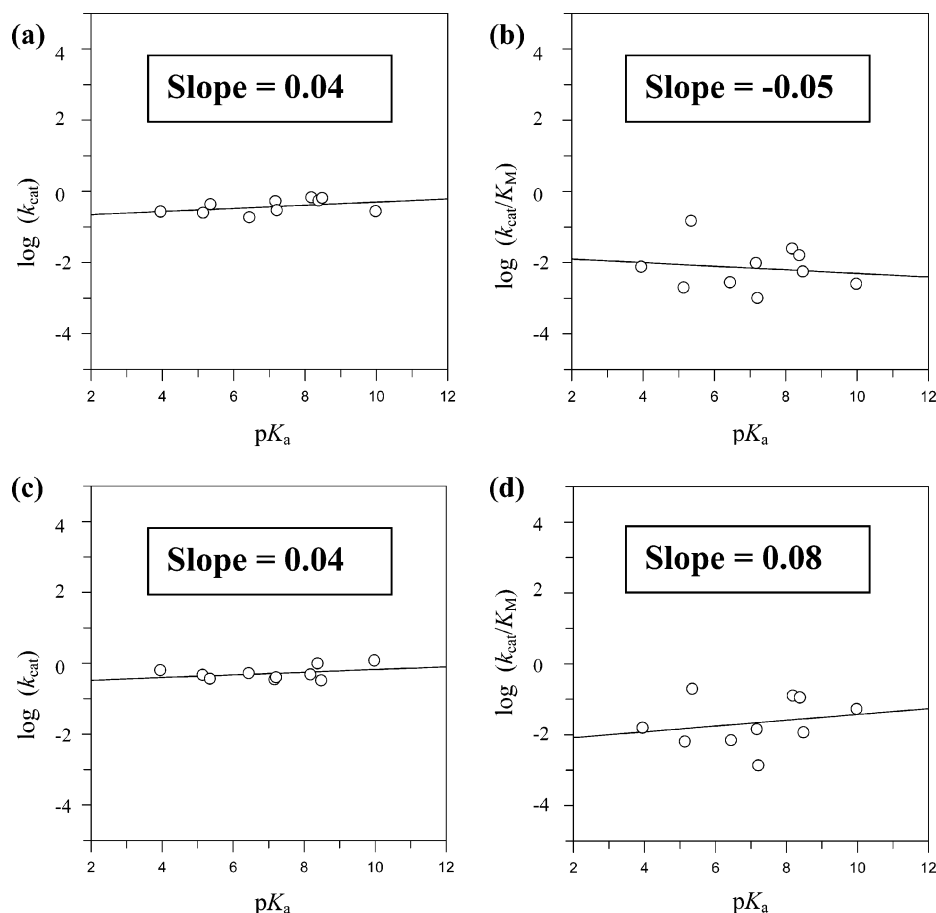 (a)
Slope = 0.04
4
2
0
-2
-4
log (kcat)
2 4 6 8 10 12
pKa
(b)
Slope = -0.05
4
2
0
-2
-4
log (kcat/KM)
2 4 6 8 10 12
pKa
(c)
Slope = 0.04
4
2
0
-2
-4
log (kcat)
2 4 6 8 10 12
pKa
(d)
Slope = 0.08
4
2
0
-2
-4
log (kcat/KM)
2 4 6 8 10 12
pKa